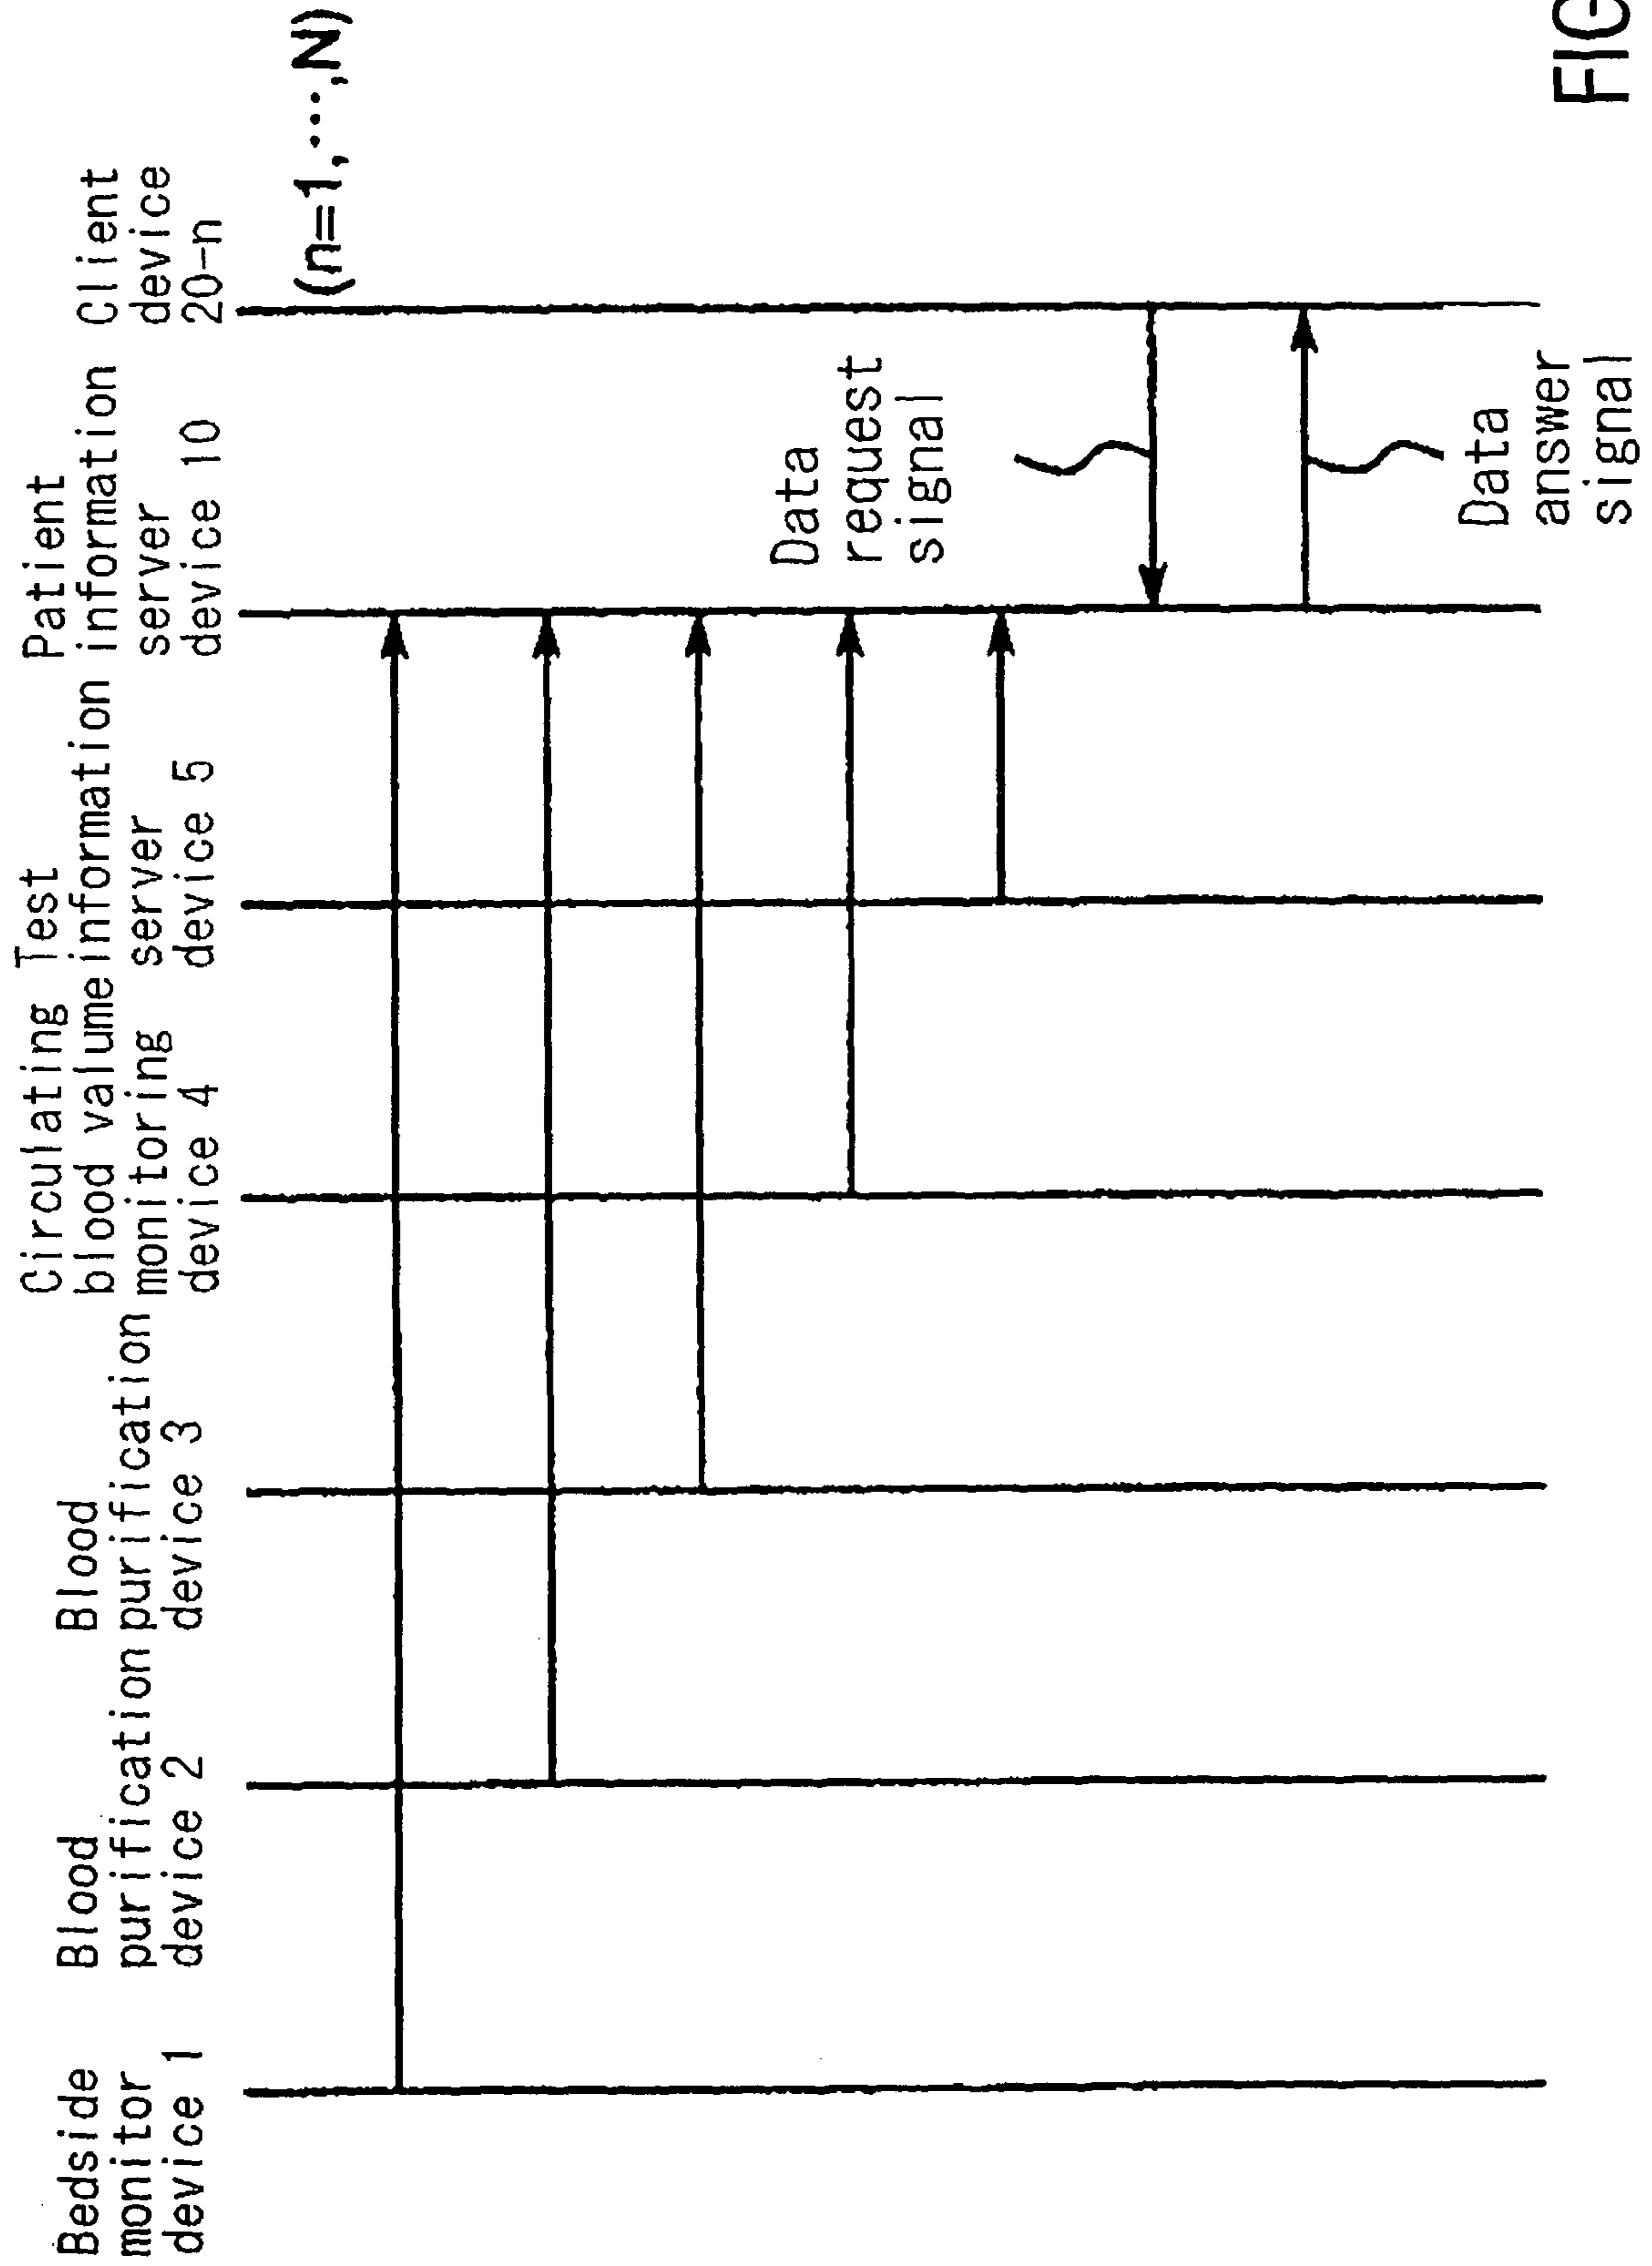 Bedside
monitor
device 1
Blood
purification
device 2
Blood
purification
device 3
Circulating
blood valume
monitoring
device 4
Test
information
server
device 5
Patient
information
server
device 10
Client
device
20-n
(n=1,···,N)
Data
request
signal
Data
answer
signal
FIG